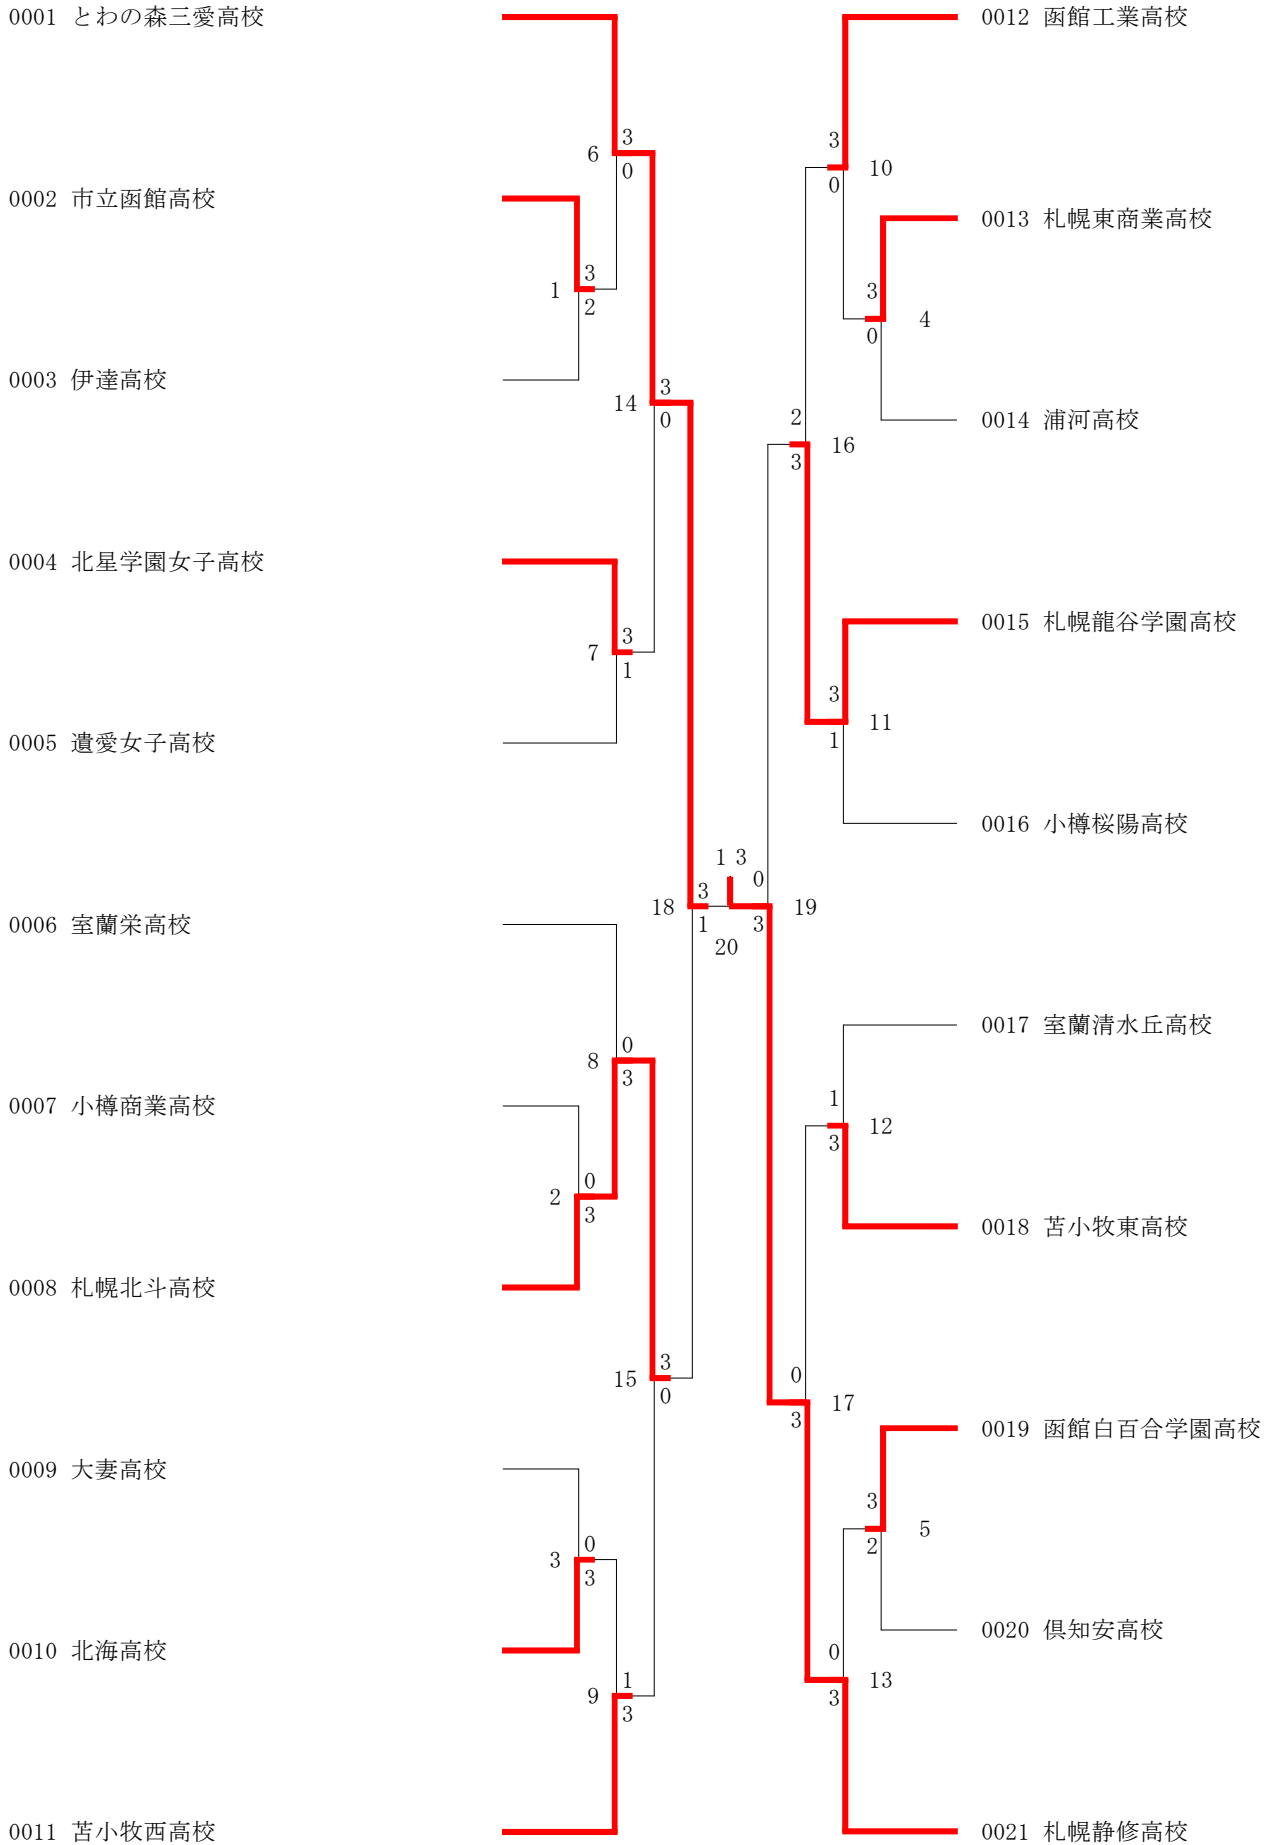 0001 とわの森三愛高校
0012 函館工業高校
3
6
0
3
10
0
0002 市立函館高校
0013 札幌東商業高校
3
1
2
3
4
0
0003 伊達高校
3
14
0
0014 浦河高校
2
16
3
0004 北星学園女子高校
0015 札幌龍谷学園高校
3
7
1
3
11
1
0005 遺愛女子高校
0016 小樽桜陽高校
1 3
3
18
1
20
0
19
3
0006 室蘭栄高校
0017 室蘭清水丘高校
0
8
3
1
12
3
0007 小樽商業高校
0
2
3
0018 苫小牧東高校
0008 札幌北斗高校
3
15
0
0
17
3
0019 函館白百合学園高校
0009 大妻高校
3
5
2
0
3
3
0020 倶知安高校
0010 北海高校
0
13
3
1
9
3
0011 苫小牧西高校
0021 札幌静修高校